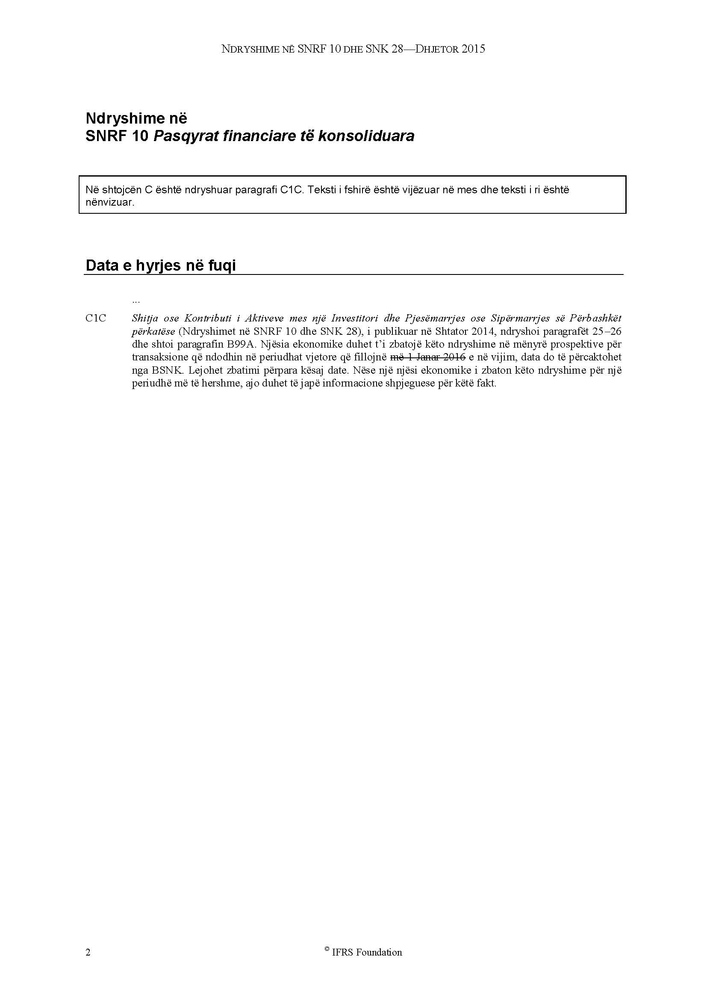 NDRYSHIME NË SNRF 10 DHE SNK 28—DHJETOR 2015
Ndryshime në
SNRF 10 Pasqyrat financiare të konsoliduara
Në shtojcën C është ndryshuar paragrafi C1C. Teksti i fshirë është vijëzuar në mes dhe teksti i ri është
nënvizuar.
Data e hyrjes në fuqi
...
C1C Shitja ose Kontributi i Aktiveve mes një Investitori dhe Pjesëmarrjes ose Sipërmarrjes së Përbashkët
përkatëse (Ndryshimet në SNRF 10 dhe SNK 28), i publikuar në Shtator 2014, ndryshoi paragrafët 25–26
dhe shtoi paragrafin B99A. Njësia ekonomike duhet t’i zbatojë këto ndryshime në mënyrë prospektive për
transaksione që ndodhin në periudhat vjetore që fillojnë më 1 Janar 2016 e në vijim, data do të përcaktohet
nga BSNK. Lejohet zbatimi përpara kësaj date. Nëse një njësi ekonomike i zbaton këto ndryshime për një
periudhë më të hershme, ajo duhet të japë informacione shpjeguese për këtë fakt.
2 © IFRS Foundation